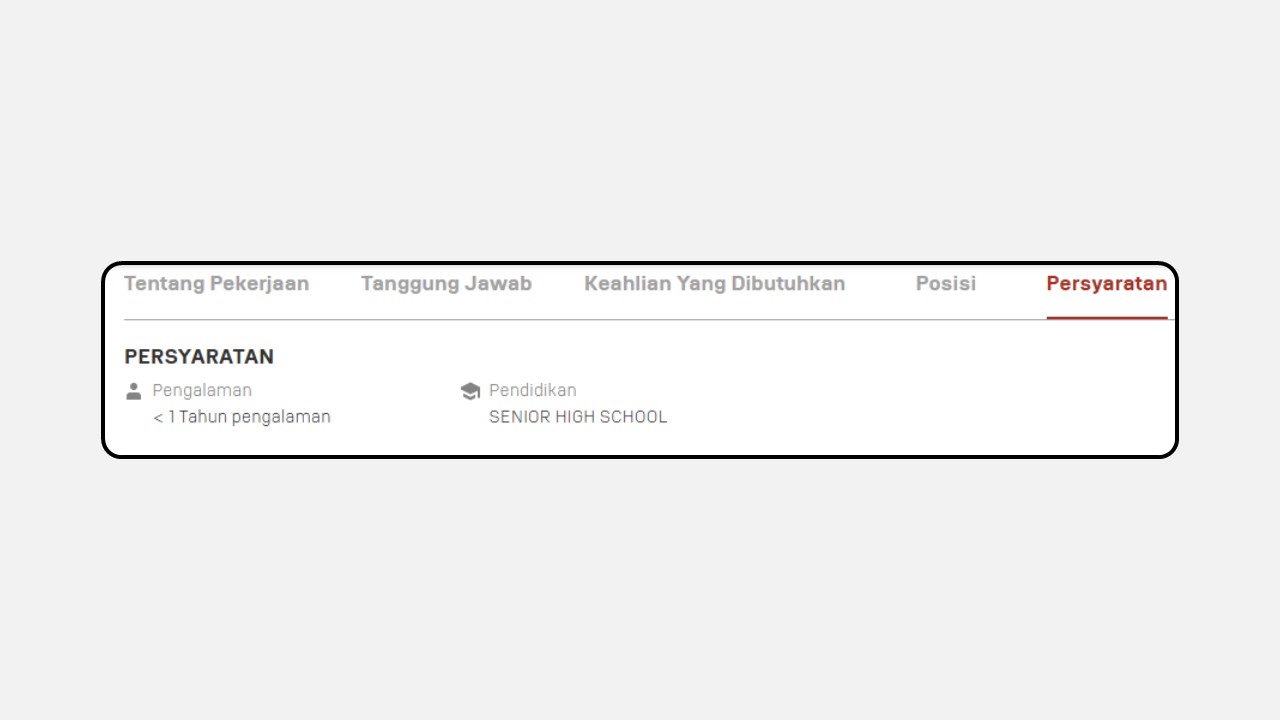 Tentang Pekerjaan Tanggung Jawab Keahlian Yang Dibutuhkan Posisi Persyaratan
PERSYARATAN
Pengalaman Pendidikan
< 1 Tahun pengalaman SENIOR HIGH SCHOOL